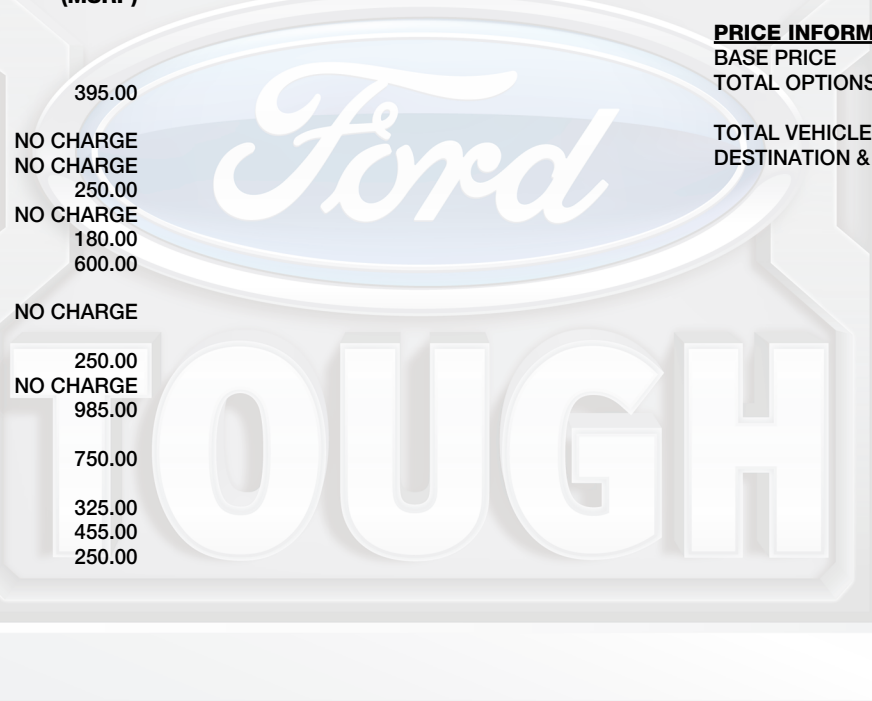 (MSRP)
395.00
NO CHARGE
NO CHARGE
250.00
NO CHARGE
180.00
600.00
NO CHARGE
250.00
NO CHARGE
985.00
750.00
325.00
455.00
250.00
PRICE INFORM
BASE PRICE
TOTAL OPTIONS
TOTAL VEHICLE
DESTINATION &
Ford
TOUGH